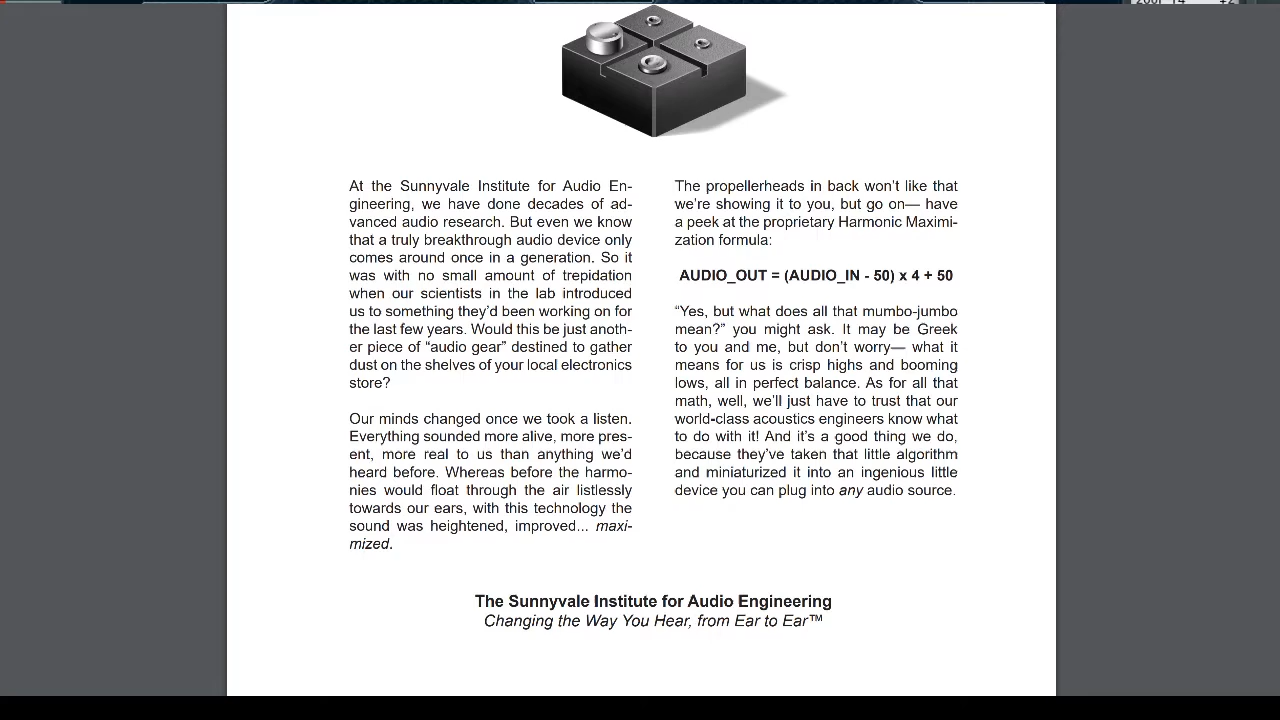 At the Sunnyvale Institute for Audio En-
gineering, we have done decades of ad-
vanced audio research. But even we know
that a truly breakthrough audio device only
comes around once in a generation. So it
was with no small amount of trepidation
when our scientists in the lab introduced
us to something they’d been working on for
the last few years. Would this be just anoth-
er piece of “audio gear” destined to gather
dust on the shelves of your local electronics
store?
Our minds changed once we took a listen.
Everything sounded more alive, more pres-
ent, more real to us than anything we’d
heard before. Whereas before the harmo-
nies would float through the air listlessly
towards our ears, with this technology the
sound was heightened, improved... maxi-
mized.
The propellerheads in back won’t like that
we’re showing it to you, but go on— have
a peek at the proprietary Harmonic Maximi-
zation formula:
AUDIO_OUT = (AUDIO_IN - 50) x 4 + 50
“Yes, but what does all that mumbo-jumbo
mean?” you might ask. It may be Greek
to you and me, but don’t worry— what it
means for us is crisp highs and booming
lows, all in perfect balance. As for all that
math, well, we’ll just have to trust that our
world-class acoustics engineers know what
to do with it! And it’s a good thing we do,
because they’ve taken that little algorithm
and miniaturized it into an ingenious little
device you can plug into any audio source.
The Sunnyvale Institute for Audio Engineering
Changing the Way You Hear, from Ear to Ear™